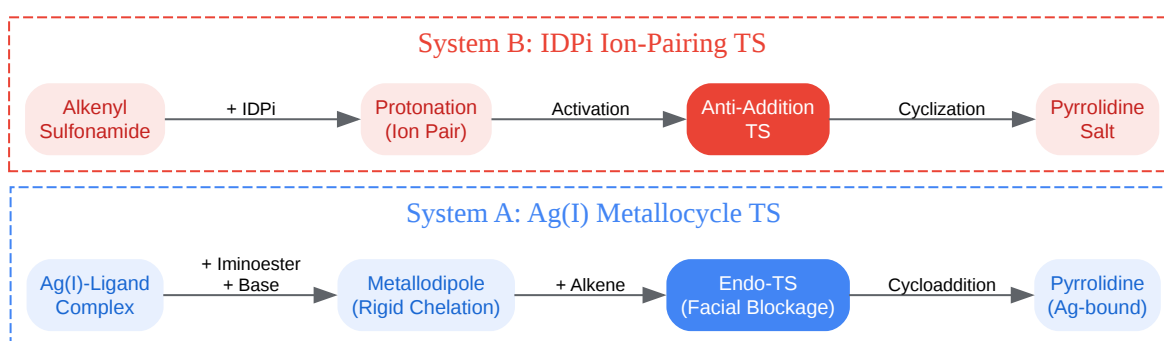 System B: IDPi Ion-Pairing TS
Alkenyl
Sulfonamide
+ IDPi
Protonation
(Ion Pair)
Activation
Anti-Addition
TS
Cyclization
Pyrrolidine
Salt
System A: Ag(I) Metallocycle TS
Ag(I)-Ligand
Complex
+ Iminoester
+ Base
Metallodipole
(Rigid Chelation)
+ Alkene
Endo-TS
(Facial Blockage)
Cycloaddition
Pyrrolidine
(Ag-bound)